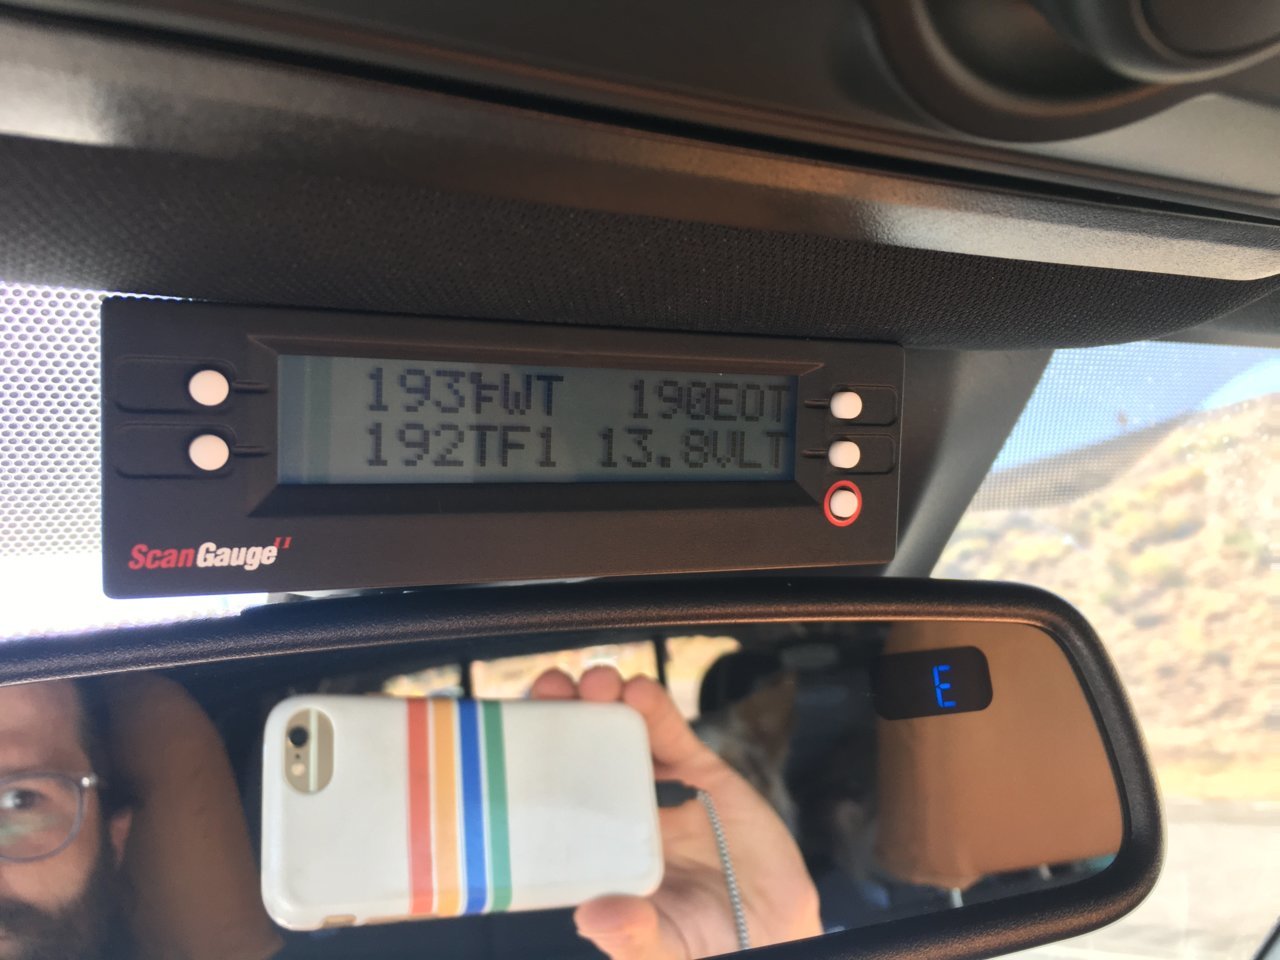 193°FWT 190EOT
192TF1 13.8VLT
ScanGauge II
E